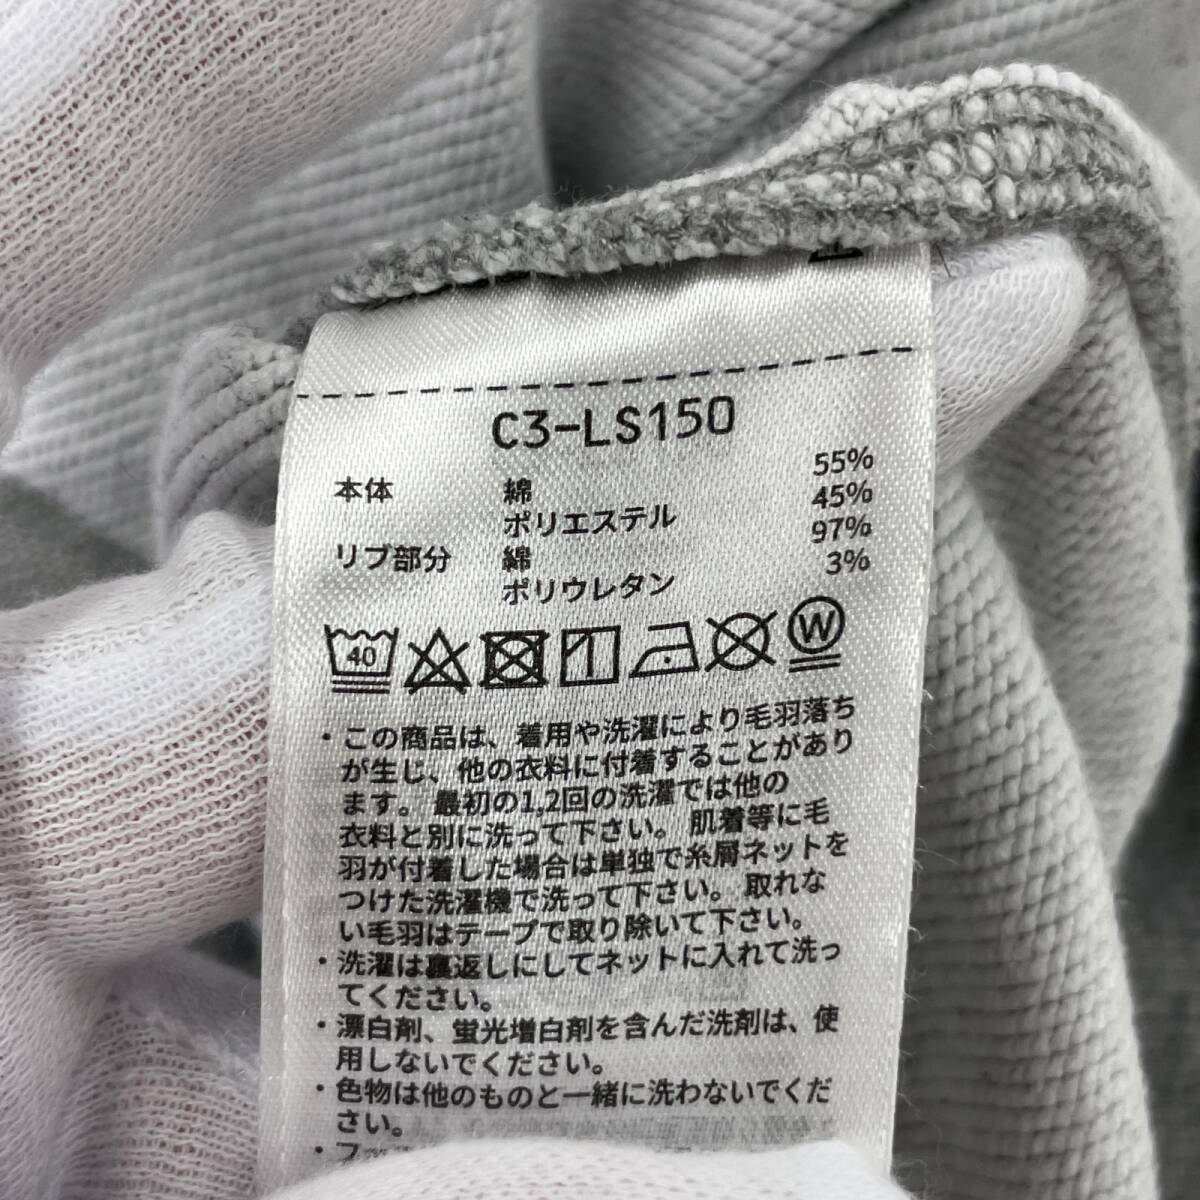 C3-LS150
本体 綿 55%
ポリエステル 45%
リブ部分 綿 97%
ポリウレタン 3%
40 W
・この商品は、着用や洗濯により毛羽落ち
が生じ、他の衣料に付着することがあり
ます。最初の1,2回の洗濯では他の
衣料と別に洗って下さい。肌着等に毛
羽が付着した場合は単独で糸屑ネットを
つけた洗濯機で洗って下さい。取れな
い毛羽はテープで取り除いて下さい。
・洗濯は裏返しにしてネットに入れて洗っ
てください。
・漂白剤、蛍光増白剤を含んだ洗剤は、使
用しないでください。
・色物は他のものと一緒に洗わないでくだ
さい。